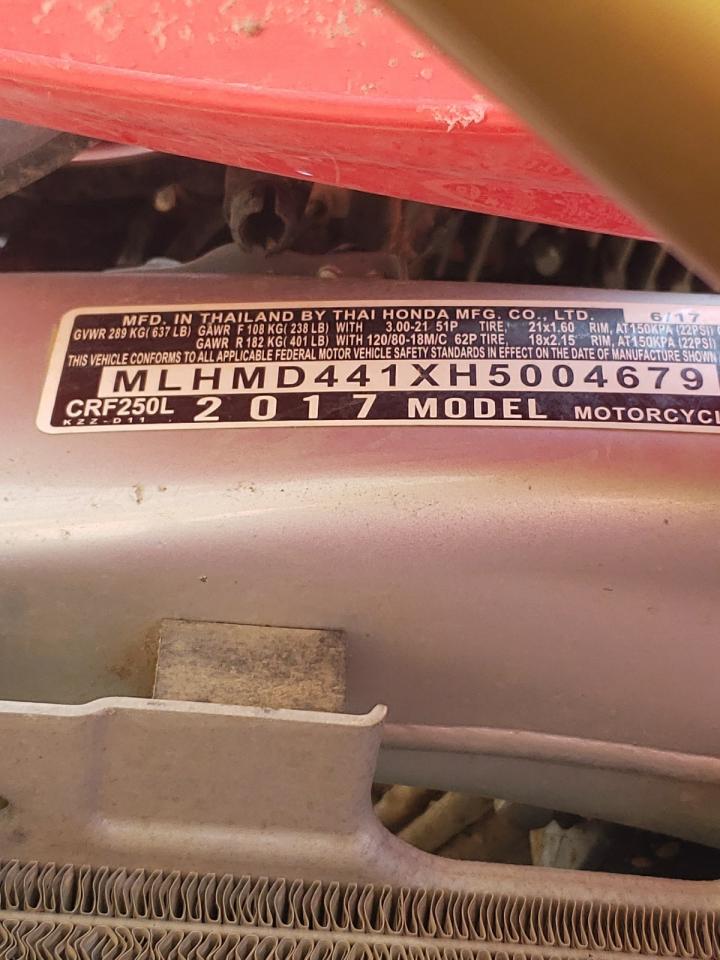 MFD. IN THAILAND BY THAI HONDA MFG. CO., LTD. 6/17
GVWR 289 KG( 637 LB) GAWR F 108 KG( 238 LB) WITH 3.00-21 51P TIRE, 21x1.60 RIM, AT150KPA (22PSI)
GAWR R 182 KG( 401 LB) WITH 120/80-18M/C 62P TIRE, 18x2.15 RIM, AT150KPA (22PSI)
THIS VEHICLE CONFORMS TO ALL APPLICABLE FEDERAL MOTOR VEHICLE SAFETY STANDARDS IN EFFECT ON THE DATE OF MANUFACTURE SHOWN
MLHMD441XH5004679
CRF250L 2017 MODEL MOTORCYCL
KZZ-D11